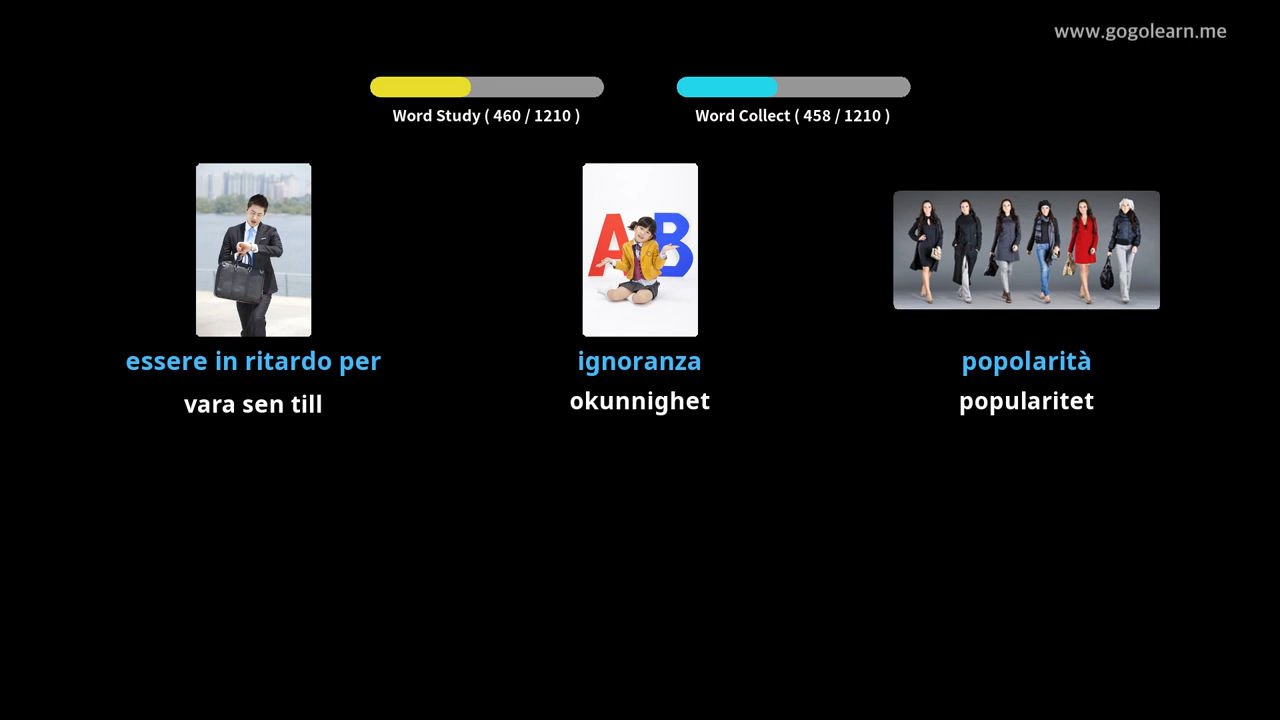 www.gogolearn.me
Word Study ( 460 / 1210 )
Word Collect ( 458 / 1210 )
A B
essere in ritardo per
vara sen till
ignoranza
okunnighet
popolarità
popularitet